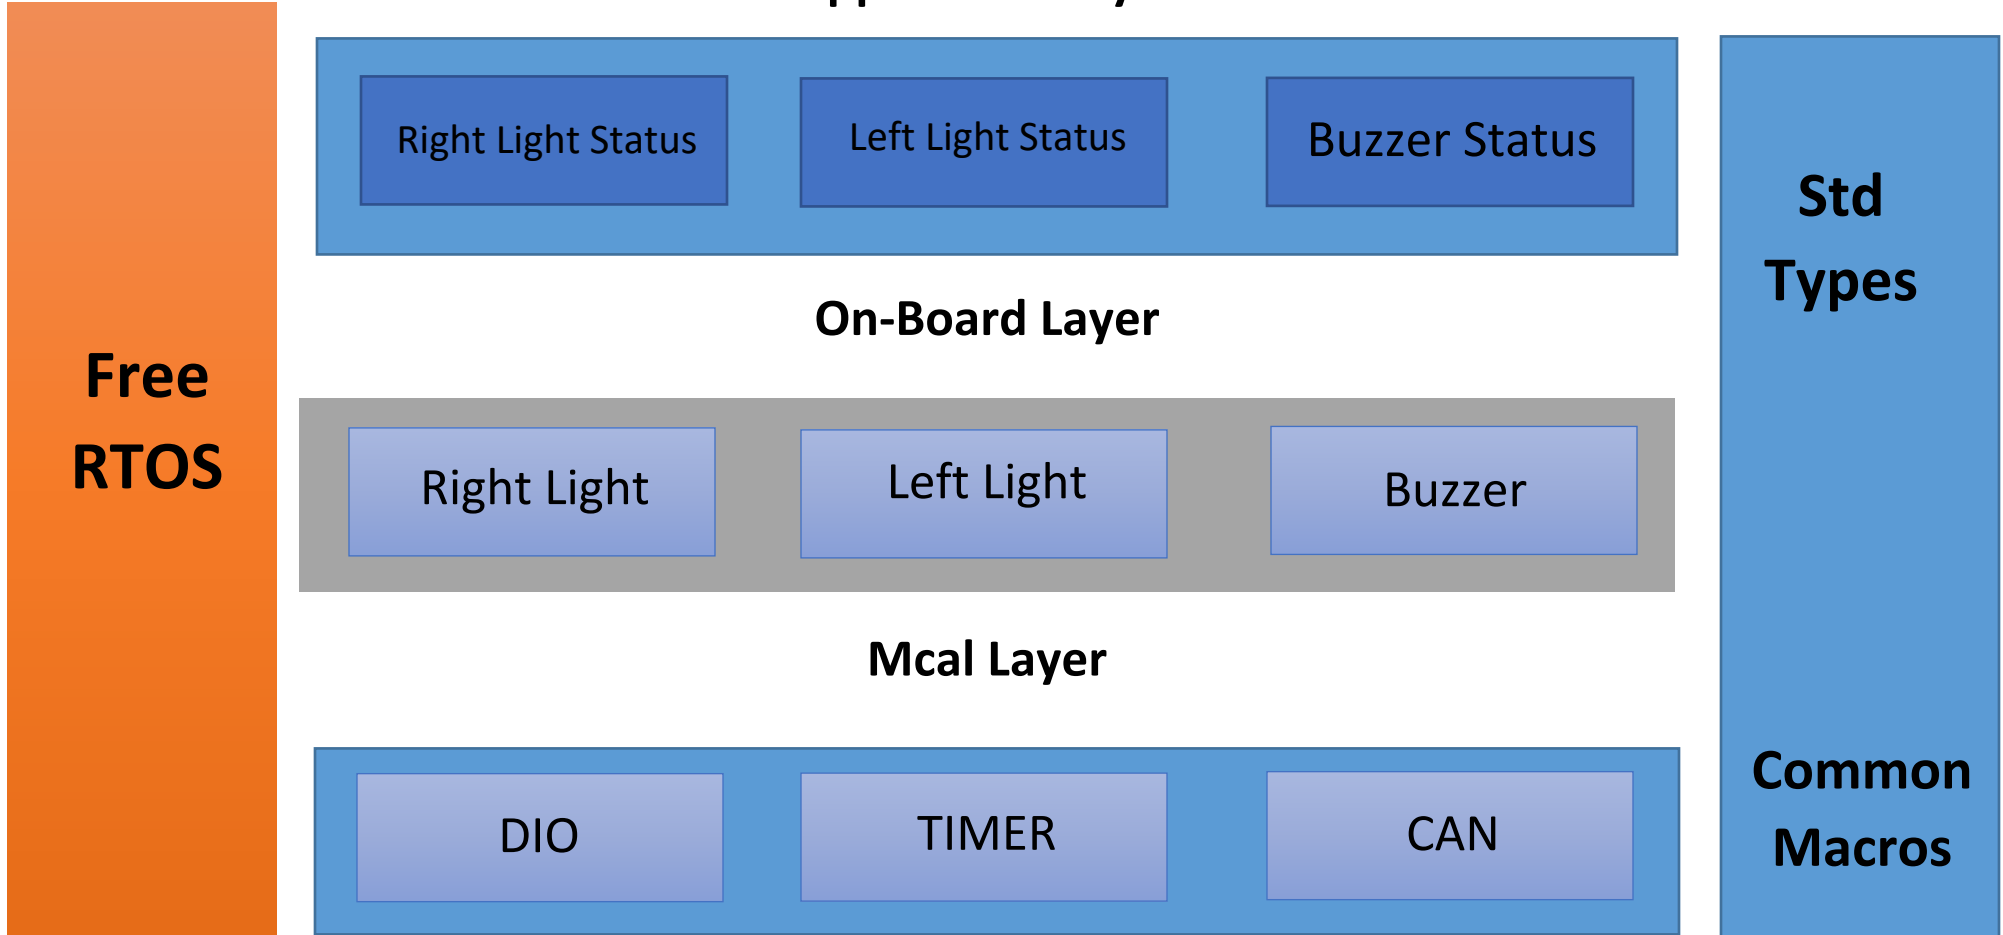 Right Light Status
Left Light Status
Buzzer Status
Std
Types
On-Board Layer
Free
RTOS
Right Light
Left Light
Buzzer
Mcal Layer
DIO
TIMER
CAN
Common
Macros